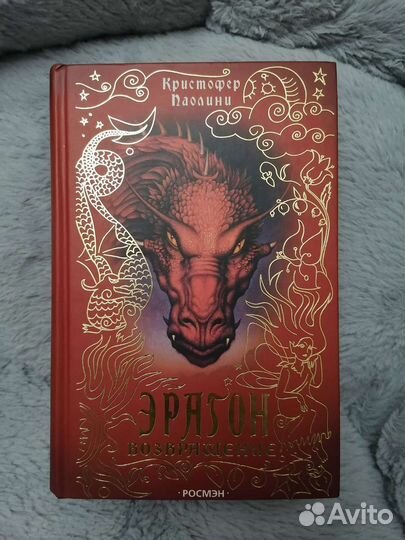 Кристофер
Паолини
ЭРАГОН
ВОЗВРАЩЕНИЕ
·РОСМЭН·
Avito